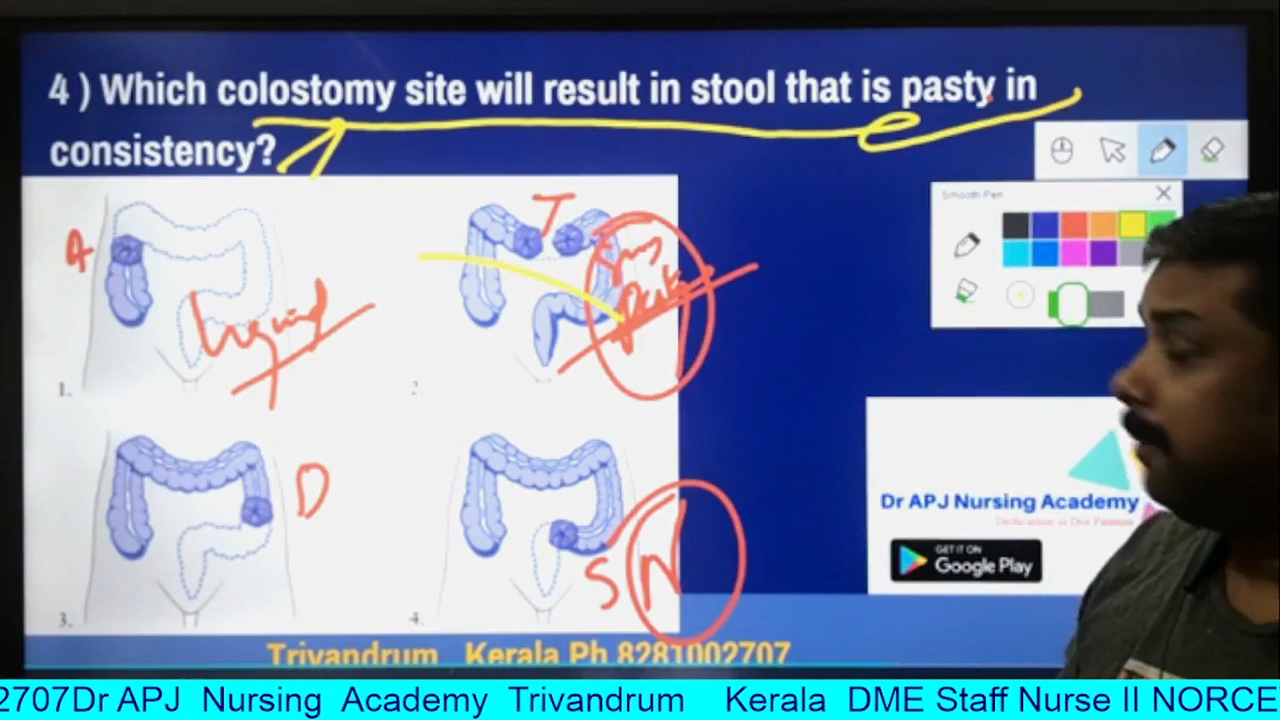 4 ) Which colostomy site will result in stool that is pasty in
consistency?
Smooth Pen
A
T
Liquid
1.
D
3.
4.
S
N
Dr APJ Nursing Academy
GET IT ON
Google Play
Trivandrum Kerala Ph 8281002707
2707Dr APJ Nursing Academy Trivandrum Kerala DME Staff Nurse II NORCE